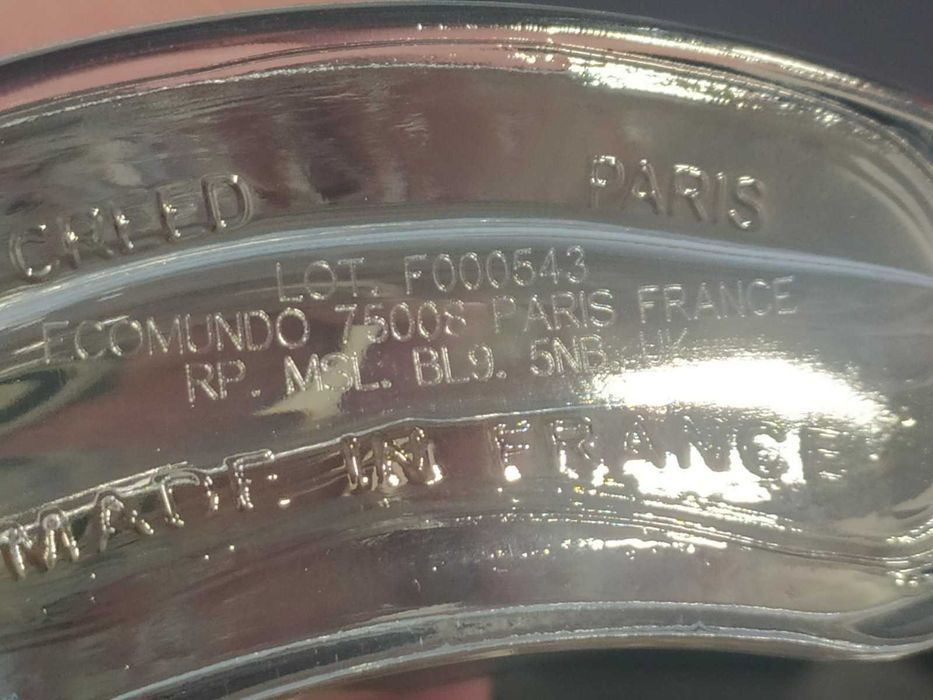 CREED PARIS
LOT. F000543
ECOMUNDO 75008 PARIS FRANCE
RP. MSL. BL9. 5NB. UK
MADE IN FRANCE